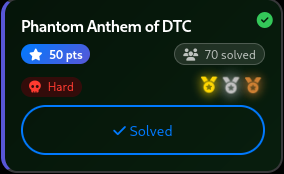 Phantom Anthem of DTC
50 pts
70 solved
Hard
Solved